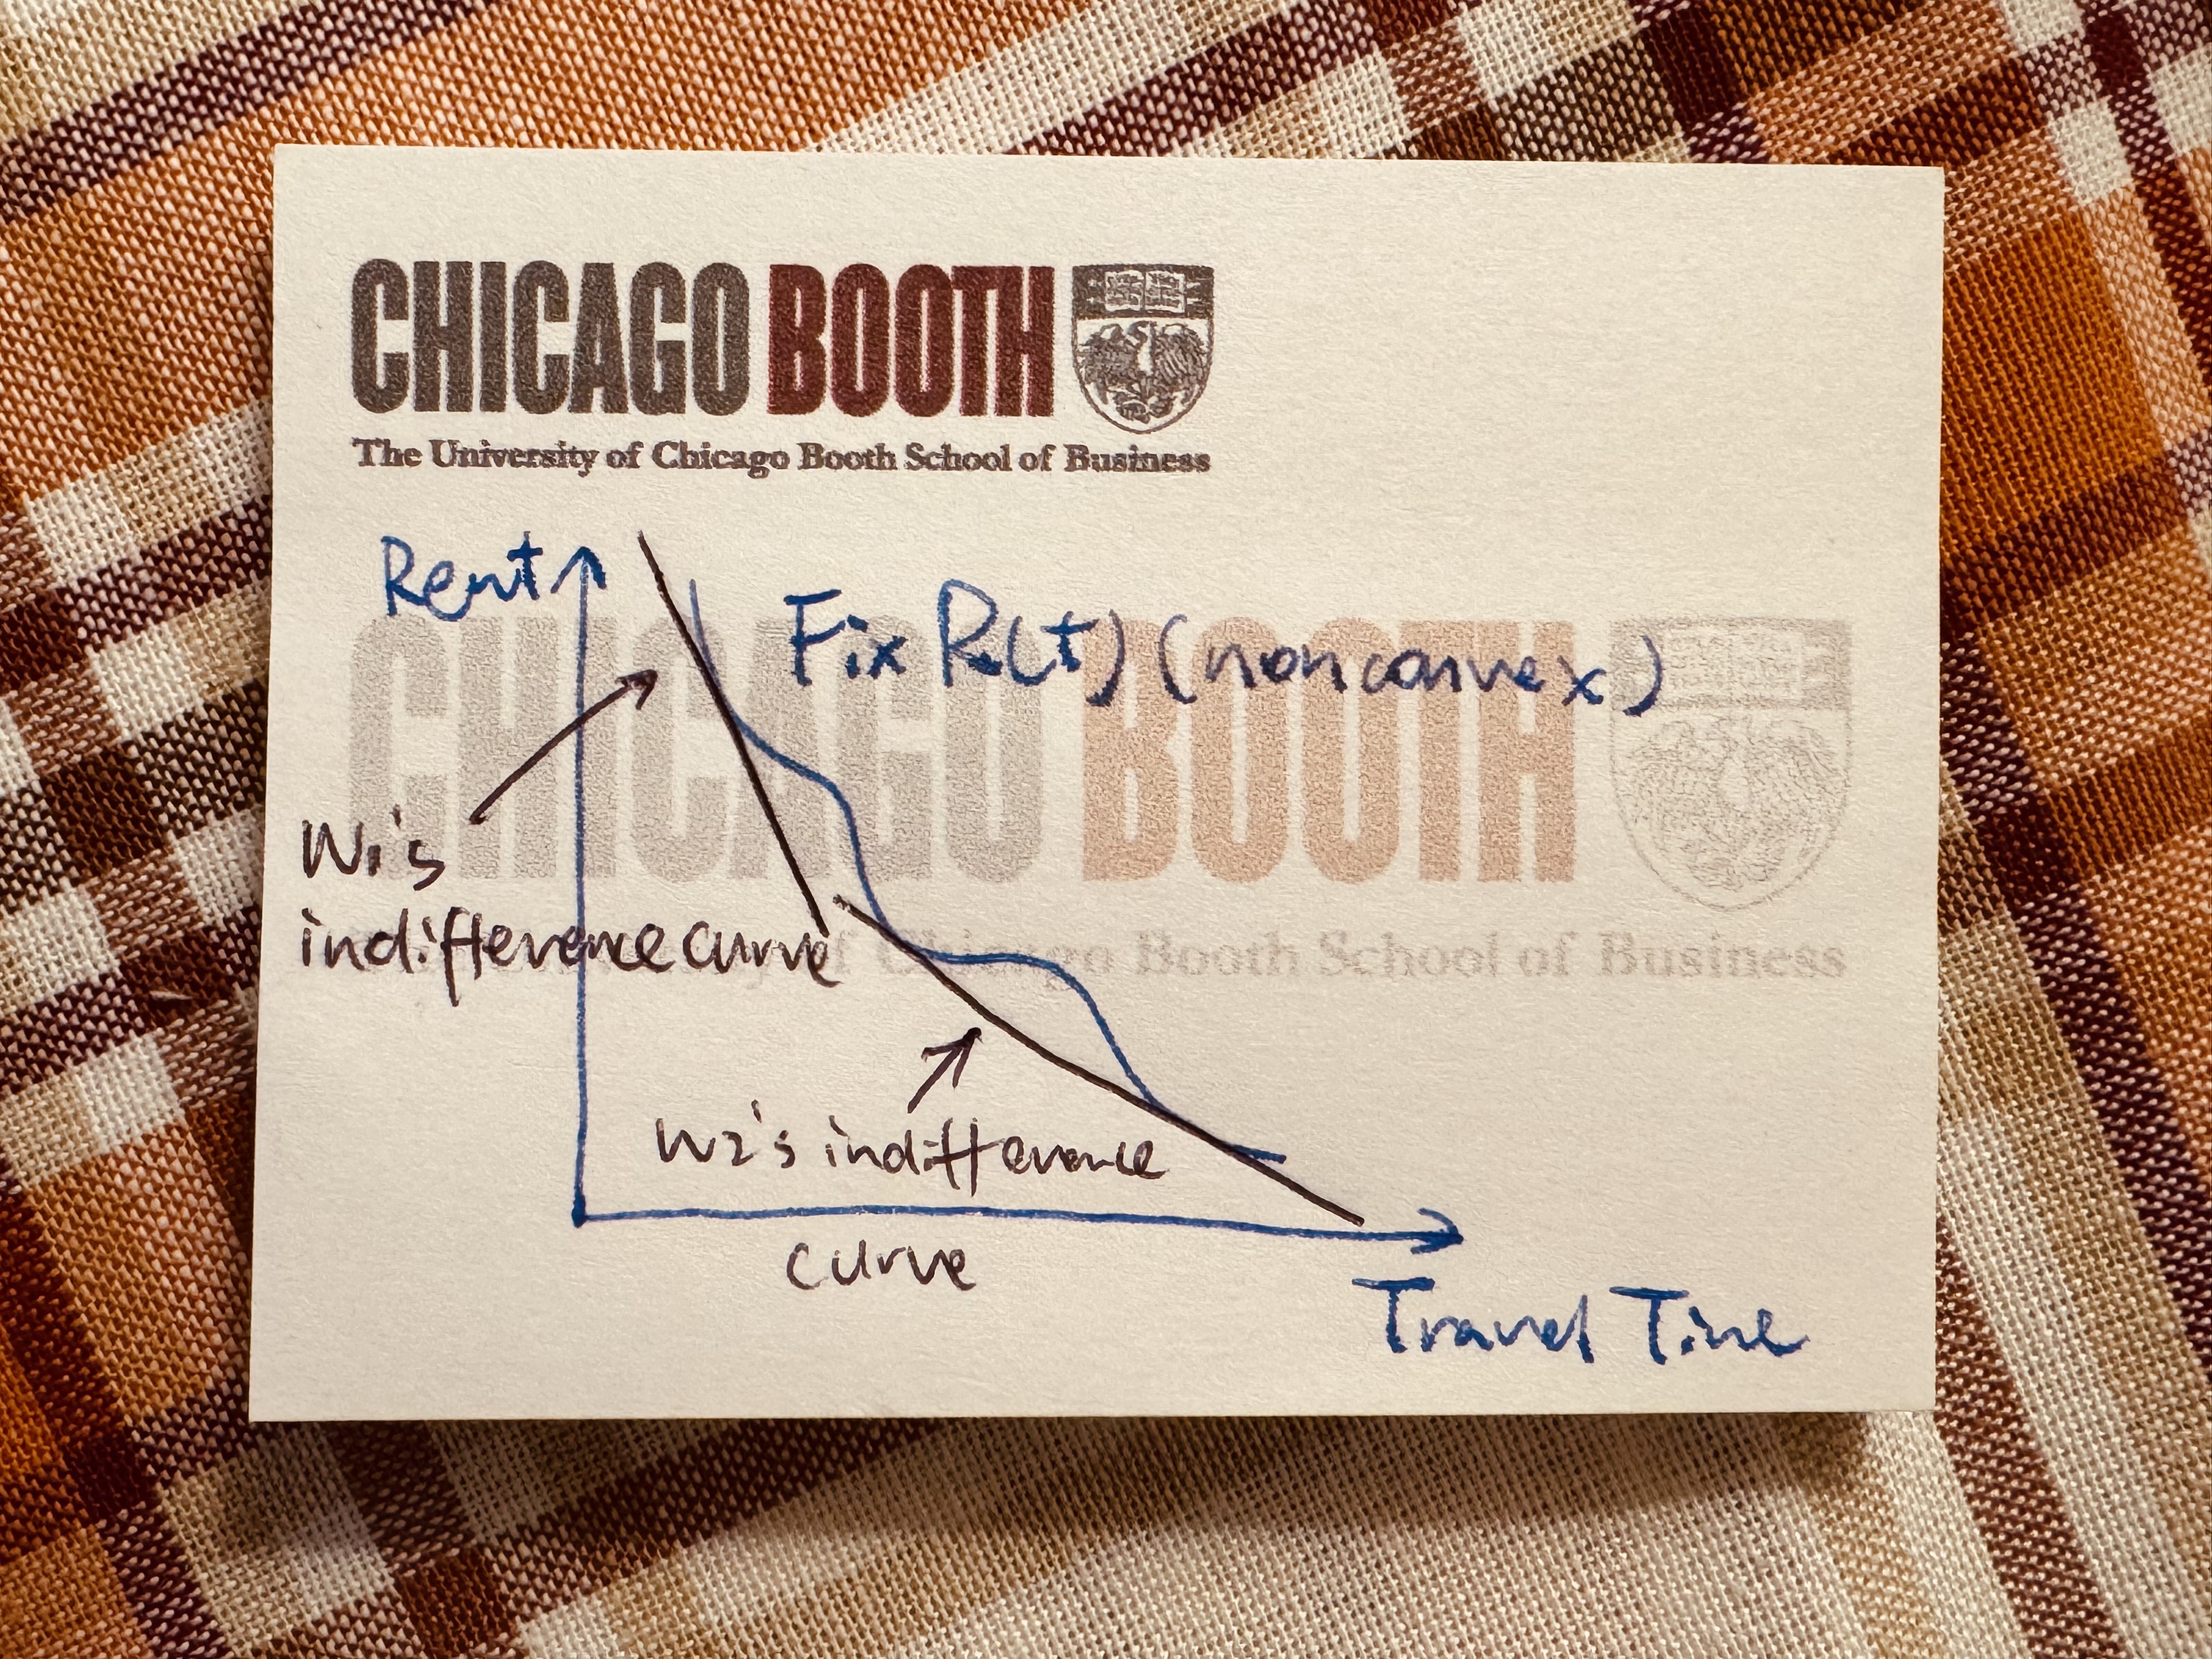 CHICAGO BOOTH
The University of Chicago Booth School of Business
Rent
Fix R(t) (nonconvex)
CHICAGO BOOTH
W1's
indifference curve
The University of Chicago Booth School of Business
W2's indifference
curve
Travel Time